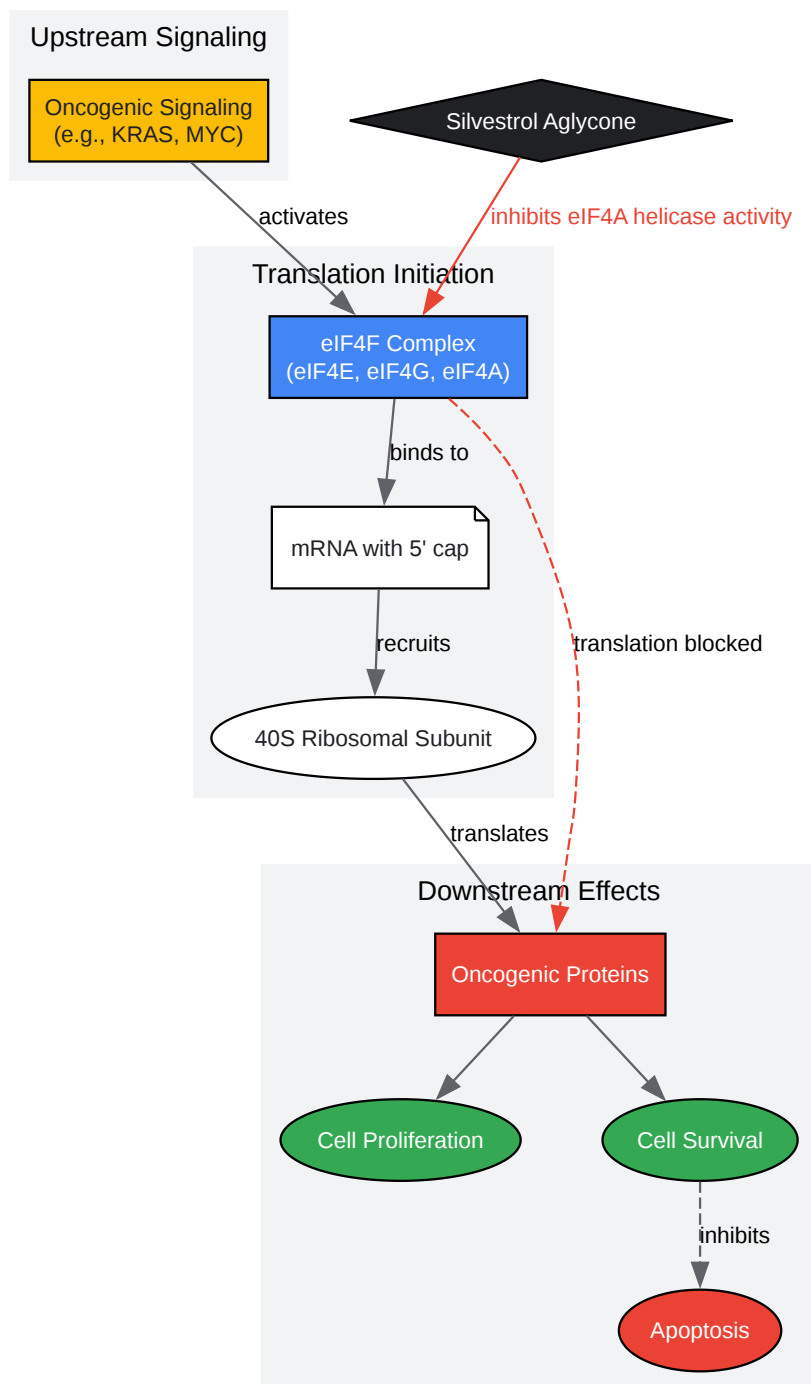 Upstream Signaling
Oncogenic Signaling
(e.g., KRAS, MYC)
Silvestrol Aglycone
activates
inhibits eIF4A helicase activity
Translation Initiation
eIF4F Complex
(eIF4E, eIF4G, eIF4A)
binds to
mRNA with 5' cap
recruits
translation blocked
40S Ribosomal Subunit
translates
Downstream Effects
Oncogenic Proteins
Cell Proliferation
Cell Survival
inhibits
Apoptosis